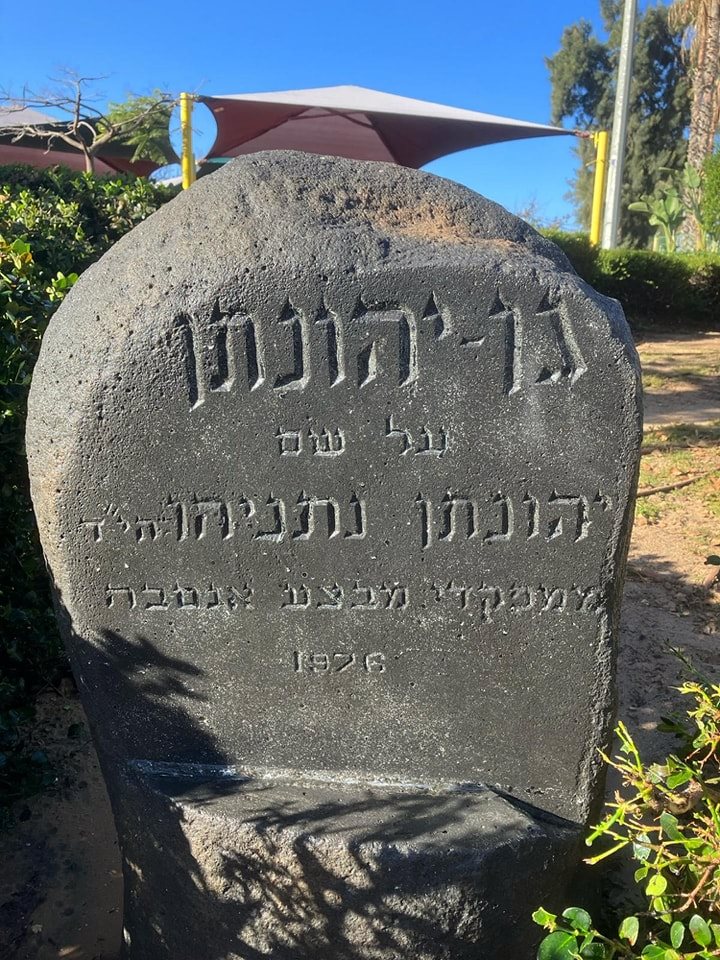 גן-יהונתן
על שם
יהונתן נתניהו הי"ד
ממפקדי מבצע אנטבה
1976